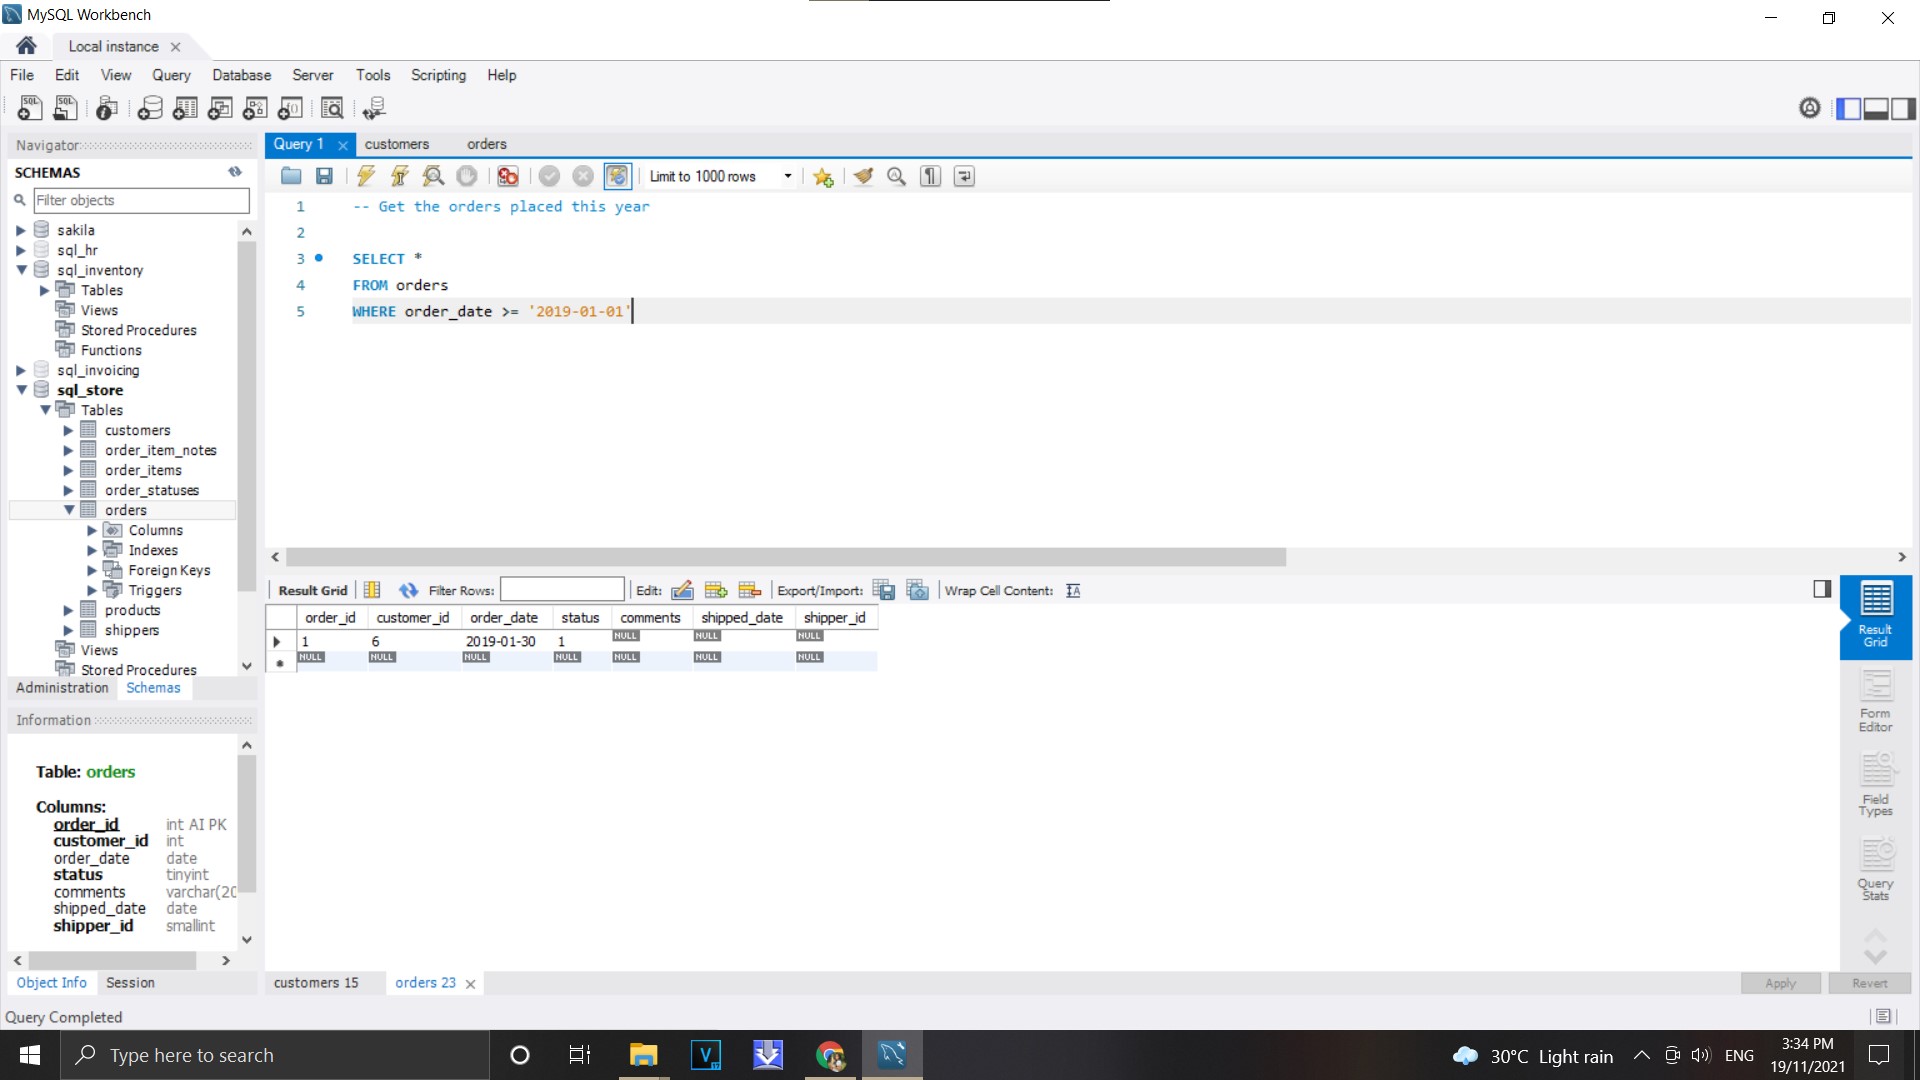 MySQL Workbench
Local instance
File Edit View Query Database Server Tools Scripting Help
Navigator
SCHEMAS
Filter objects
sakila
sql_hr
sql_inventory
Tables
Views
Stored Procedures
Functions
sql_invoicing
sql_store
Tables
customers
order_item_notes
order_items
order_statuses
orders
Columns
Indexes
Foreign Keys
Triggers
products
shippers
Views
Stored Procedures
Administration Schemas
Information
Table: orders
Columns:
order_id int AI PK
customer_id int
order_date date
status tinyint
comments varchar(20
shipped_date date
shipper_id smallint
Object Info Session
Query 1 customers orders
Limit to 1000 rows
1 -- Get the orders placed this year
2
3 SELECT *
4 FROM orders
5 WHERE order_date >= '2019-01-01'
Result Grid Filter Rows: Edit: Export/Import: Wrap Cell Content:
order_id customer_id order_date status comments shipped_date shipper_id
1 6 2019-01-30 1 NULL NULL NULL
NULL NULL NULL NULL NULL NULL NULL
Result
Grid
Form
Editor
Field
Types
Query
Stats
customers 15 orders 23
Apply Revert
Query Completed
Type here to search
30°C Light rain
ENG
3:34 PM
19/11/2021